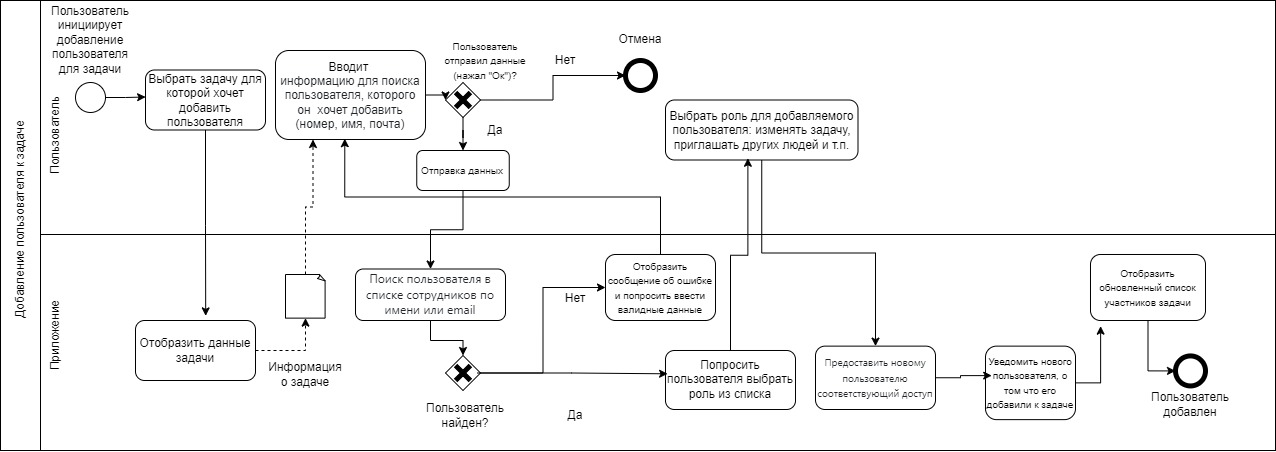 Добавление пользователя к задаче
Пользователь
Пользователь
инициирует
добавление
пользователя
для задачи
Выбрать задачу для
которой хочет
добавить
пользователя
Вводит
информацию для поиска
пользователя, которого
он хочет добавить
(номер, имя, почта)
Пользователь
отправил данные
(нажал "Ок")?
Нет
Отмена
Да
Отправка данных
Выбрать роль для добавляемого
пользователя: изменять задачу,
приглашать других людей и т.п.
Приложение
Отобразить данные
задачи
Информация
о задаче
Поиск пользователя в
списке сотрудников по
имени или email
Пользователь
найден?
Нет
Да
Отобразить
сообщение об ошибке
и попросить ввести
валидные данные
Попросить
пользователя выбрать
роль из списка
Предоставить новому
пользователю
соответствующий доступ
Уведомить нового
пользователя, о
том что его
добавили к задаче
Отобразить
обновленный список
участников задачи
Пользователь
добавлен